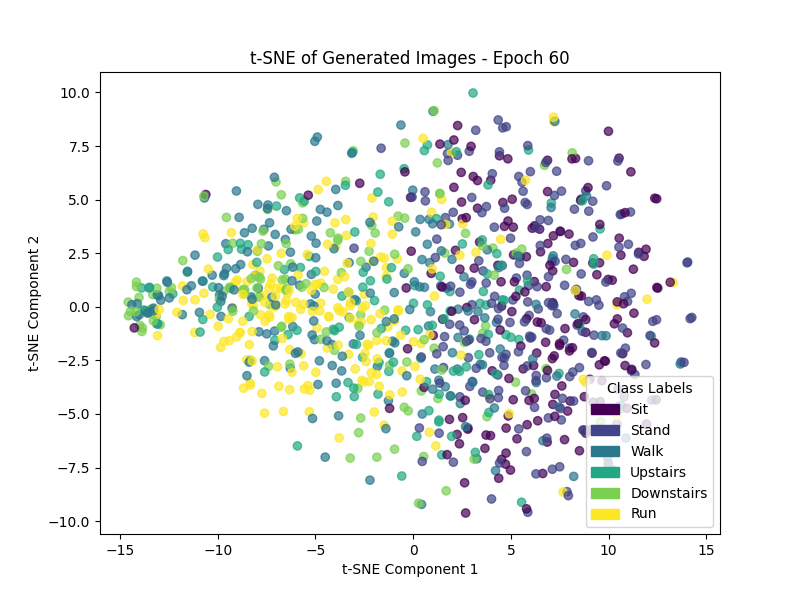 t-SNE of Generated Images - Epoch 60
10.0
7.5
5.0
2.5
0.0
−2.5
−5.0
−7.5
−10.0
t-SNE Component 2
Class Labels
Sit
Stand
Walk
Upstairs
Downstairs
Run
−15
−10
−5
0
5
10
15
t-SNE Component 1